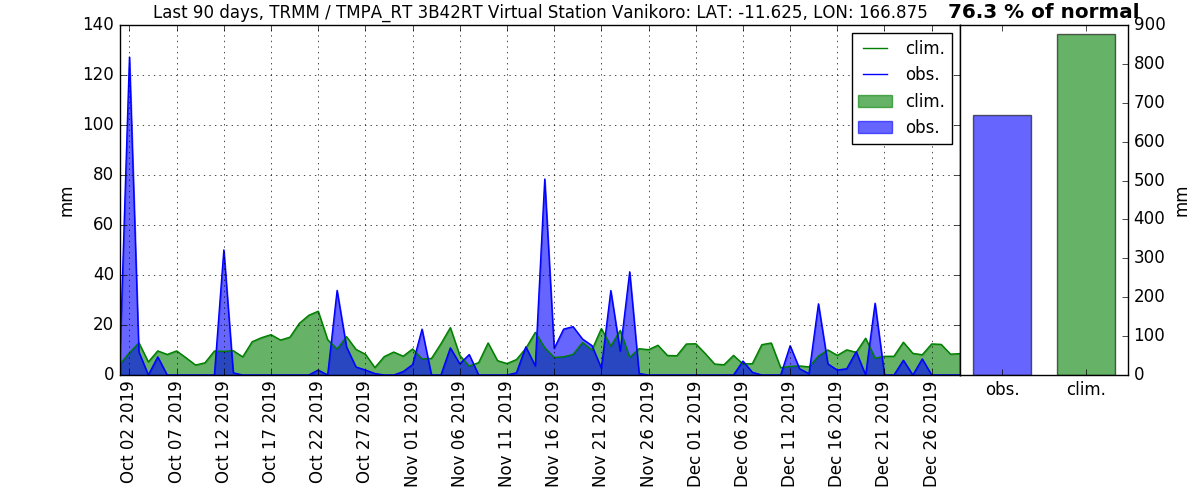 Last 90 days, TRMM / TMPA_RT 3B42RT Virtual Station Vanikoro: LAT: -11.625, LON: 166.875
76.3 % of normal
140
120
100
80
60
40
20
0
mm
clim.
obs.
clim.
obs.
900
800
700
600
500
400
300
200
100
0
mm
Oct 02 2019
Oct 07 2019
Oct 12 2019
Oct 17 2019
Oct 22 2019
Oct 27 2019
Nov 01 2019
Nov 06 2019
Nov 11 2019
Nov 16 2019
Nov 21 2019
Nov 26 2019
Dec 01 2019
Dec 06 2019
Dec 11 2019
Dec 16 2019
Dec 21 2019
Dec 26 2019
obs.
clim.